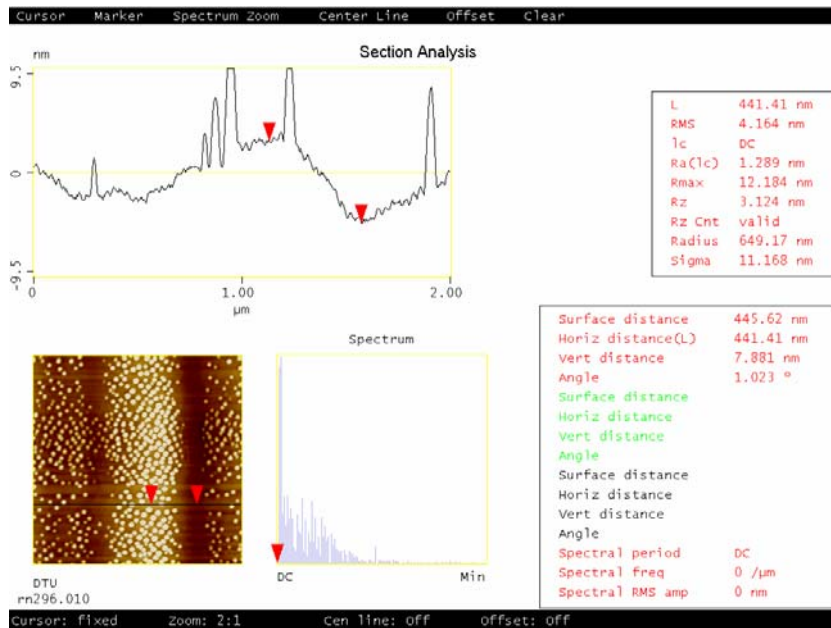 Cursor Marker Spectrum Zoom Center Line Offset Clear
Section Analysis
nm
9.5
0
-9.5
0 1.00 2.00
µm
L 441.41 nm
RMS 4.164 nm
lc DC
Ra(lc) 1.289 nm
Rmax 12.184 nm
Rz 3.124 nm
Rz Cnt valid
Radius 649.17 nm
Sigma 11.168 nm
Surface distance 445.62 nm
Horiz distance(L) 441.41 nm
Vert distance 7.881 nm
Angle 1.023 º
Surface distance
Horiz distance
Vert distance
Angle
Surface distance
Horiz distance
Vert distance
Angle
Spectral period DC
Spectral freq 0 /µm
Spectral RMS amp 0 nm
Spectrum
DC Min
DTU
rn296.010
Cursor: fixed Zoom: 2:1 Cen line: Off Offset: Off